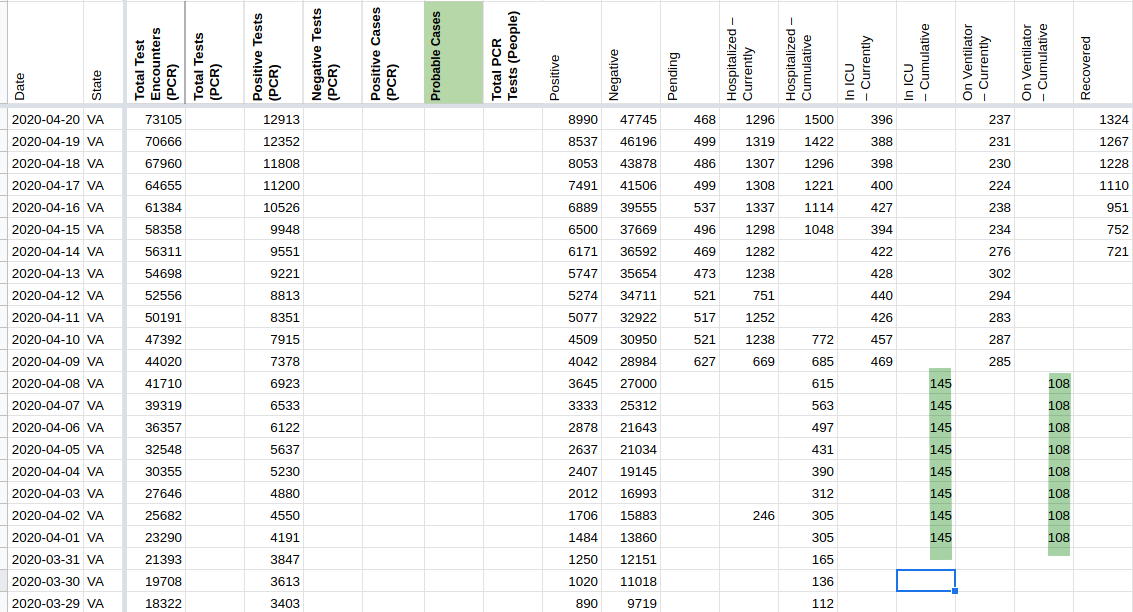 Date State Total Test Encounters (PCR) Total Tests (PCR) Positive Tests (PCR) Negative Tests (PCR) Positive Cases (PCR) Probable Cases Total PCR Tests (People) Positive Negative Pending Hospitalized – Currently Hospitalized – Cumulative In ICU – Currently In ICU – Cumulative On Ventilator – Currently On Ventilator – Cumulative Recovered
2020-04-20 VA 73105 12913 8990 47745 468 1296 1500 396 237 1324
2020-04-19 VA 70666 12352 8537 46196 499 1319 1422 388 231 1267
2020-04-18 VA 67960 11808 8053 43878 486 1307 1296 398 230 1228
2020-04-17 VA 64655 11200 7491 41506 499 1308 1221 400 224 1110
2020-04-16 VA 61384 10526 6889 39555 537 1337 1114 427 238 951
2020-04-15 VA 58358 9948 6500 37669 496 1298 1048 394 234 752
2020-04-14 VA 56311 9551 6171 36592 469 1282 422 276 721
2020-04-13 VA 54698 9221 5747 35654 473 1238 428 302
2020-04-12 VA 52556 8813 5274 34711 521 751 440 294
2020-04-11 VA 50191 8351 5077 32922 517 1252 426 283
2020-04-10 VA 47392 7915 4509 30950 521 1238 772 457 287
2020-04-09 VA 44020 7378 4042 28984 627 669 685 469 285
2020-04-08 VA 41710 6923 3645 27000 615 145 108
2020-04-07 VA 39319 6533 3333 25312 563 145 108
2020-04-06 VA 36357 6122 2878 21643 497 145 108
2020-04-05 VA 32548 5637 2637 21034 431 145 108
2020-04-04 VA 30355 5230 2407 19145 390 145 108
2020-04-03 VA 27646 4880 2012 16993 312 145 108
2020-04-02 VA 25682 4550 1706 15883 246 305 145 108
2020-04-01 VA 23290 4191 1484 13860 305 145 108
2020-03-31 VA 21393 3847 1250 12151 165
2020-03-30 VA 19708 3613 1020 11018 136
2020-03-29 VA 18322 3403 890 9719 112